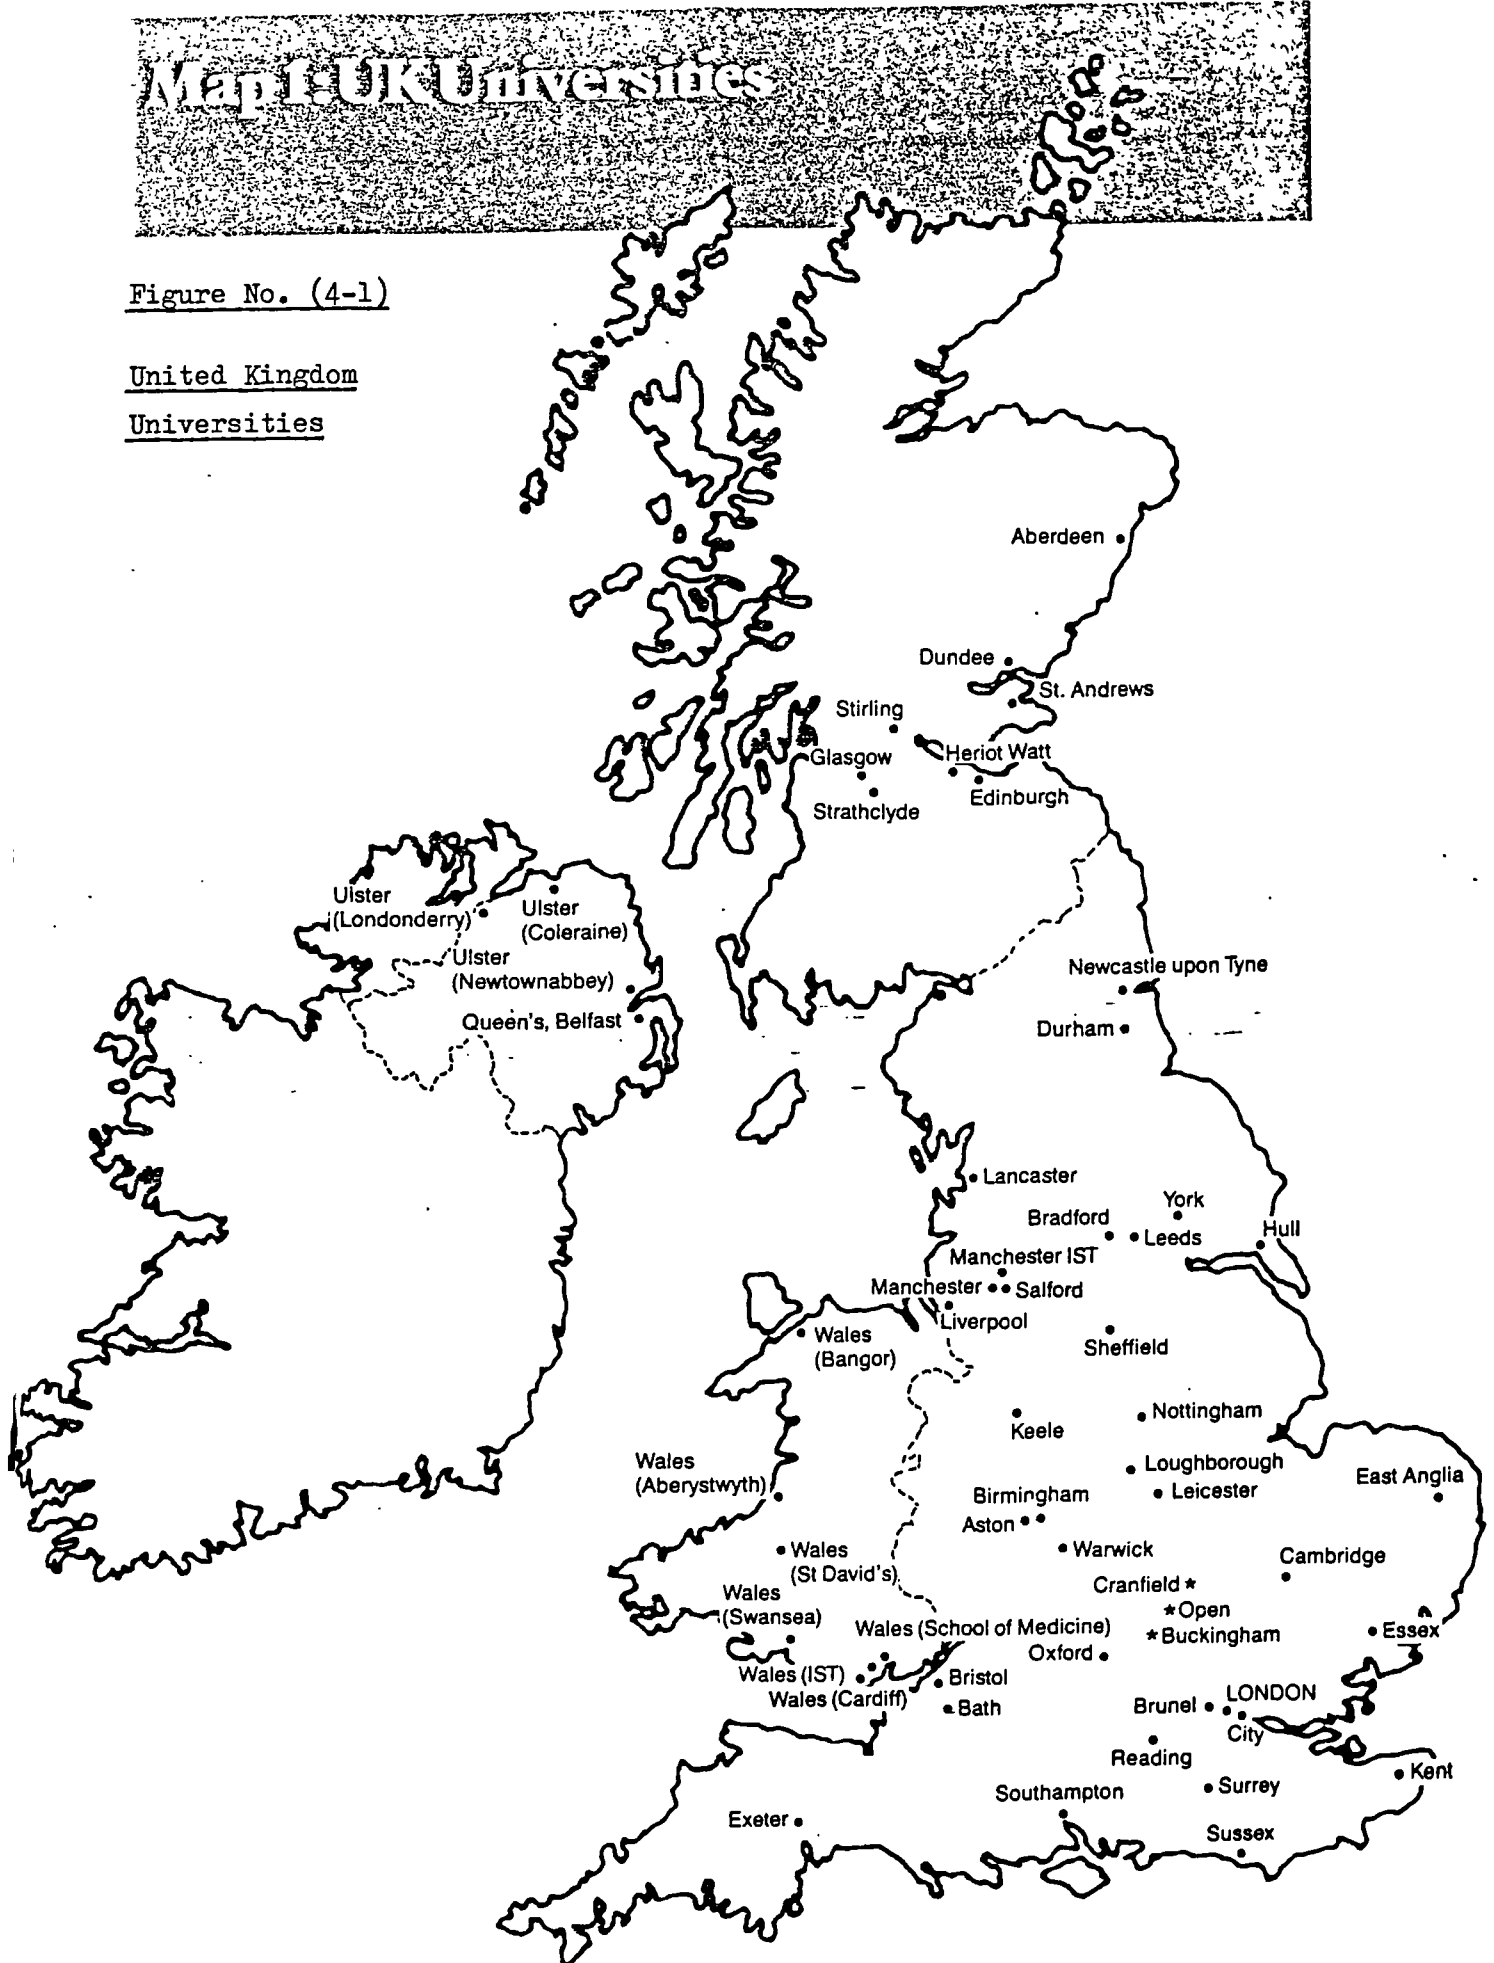 Map 1: UK Universities
Figure No. (4-1)
United Kingdom
Universities
Aberdeen
Dundee
St. Andrews
Stirling
Heriot Watt
Glasgow
Edinburgh
Strathclyde
Ulster
(Londonderry)
Ulster
(Coleraine)
Ulster
(Newtownabbey)
Queen's, Belfast
Newcastle upon Tyne
Durham
Lancaster
York
Bradford
Leeds
Hull
Manchester IST
Manchester
Salford
Liverpool
Wales
(Bangor)
Sheffield
Keele
Nottingham
Wales
(Aberystwyth)
Loughborough
Leicester
East Anglia
Birmingham
Aston
Warwick
Wales
(St David's)
Cambridge
Cranfield *
* Open
* Buckingham
Wales
(Swansea)
Wales (School of Medicine)
Essex
Oxford
Wales (IST)
Wales (Cardiff)
Bristol
Bath
Brunel
LONDON
City
Reading
Kent
Surrey
Southampton
Exeter
Sussex